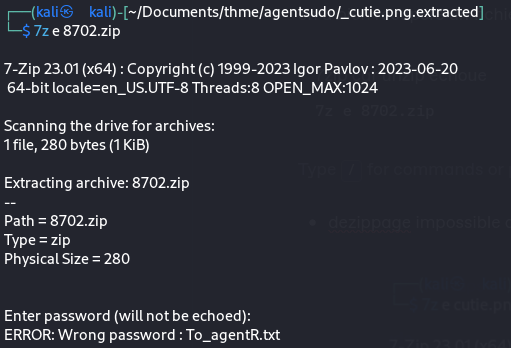 ┌──(kali㉿kali)-[~/Documents/thme/agentsudo/_cutie.png.extracted]
└─$ 7z e 8702.zip
7-Zip 23.01 (x64) : Copyright (c) 1999-2023 Igor Pavlov : 2023-06-20
64-bit locale=en_US.UTF-8 Threads:8 OPEN_MAX:1024
Scanning the drive for archives:
1 file, 280 bytes (1 KiB)
Extracting archive: 8702.zip
--
Path = 8702.zip
Type = zip
Physical Size = 280
Enter password (will not be echoed):
ERROR: Wrong password : To_agentR.txt